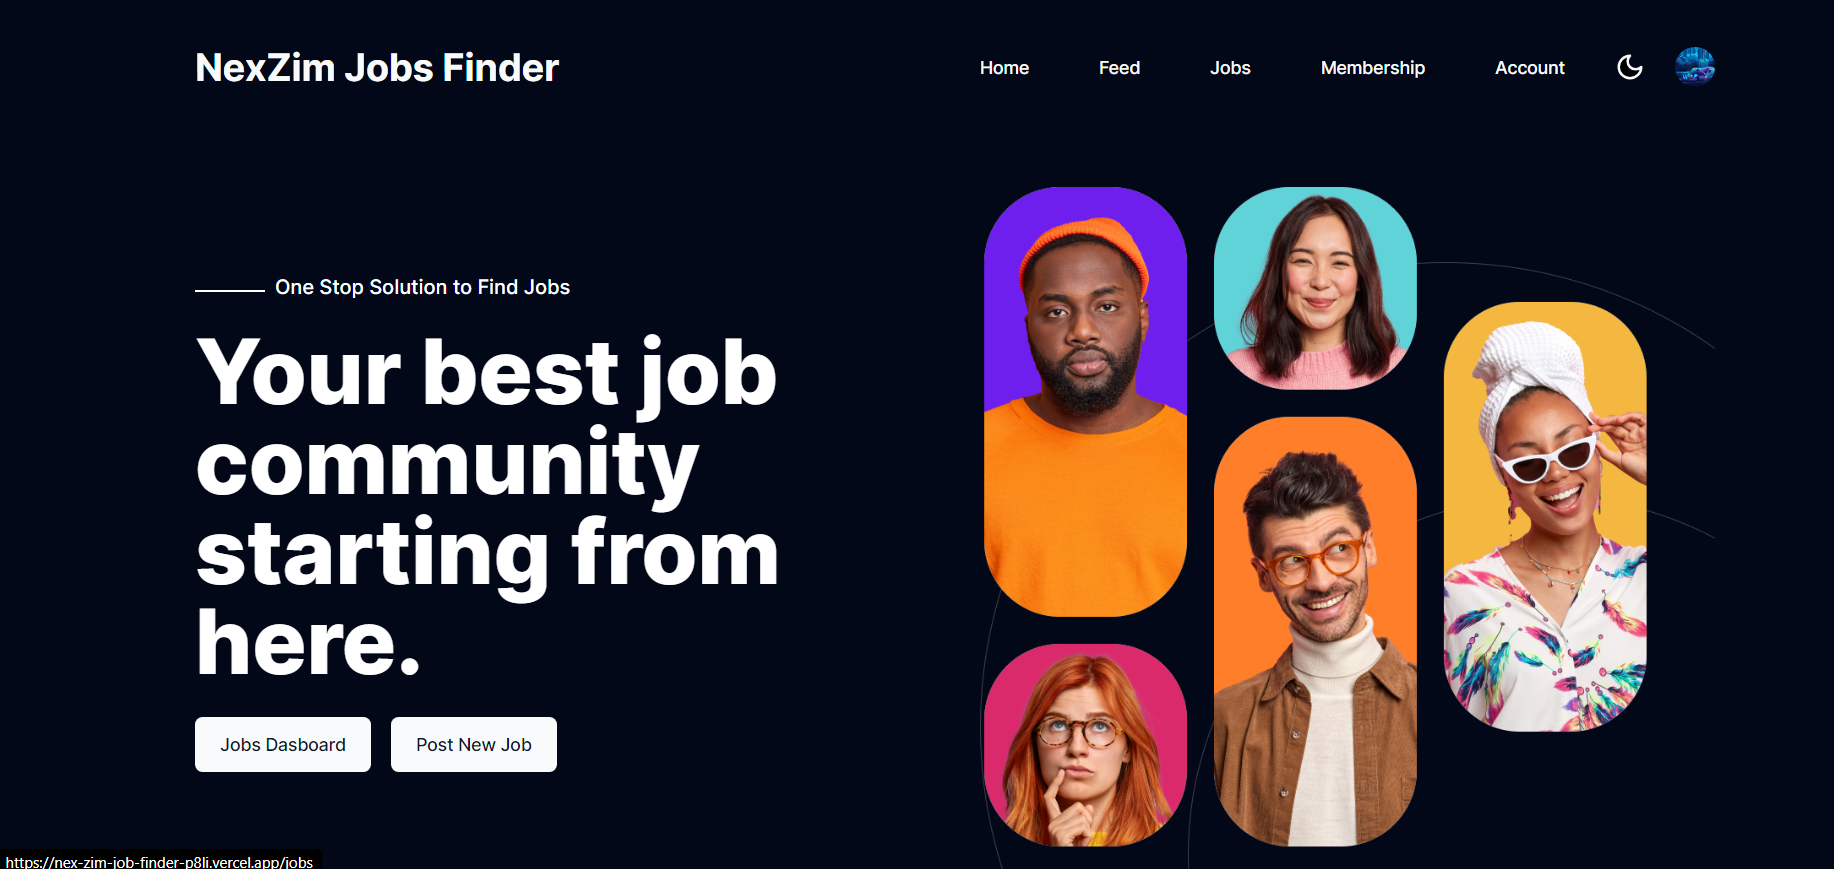 NexZim Jobs Finder
Home Feed Jobs Membership Account
One Stop Solution to Find Jobs
Your best job
community
starting from
here.
Jobs Dasboard Post New Job
https://nex-zim-job-finder-p8li.vercel.app/jobs